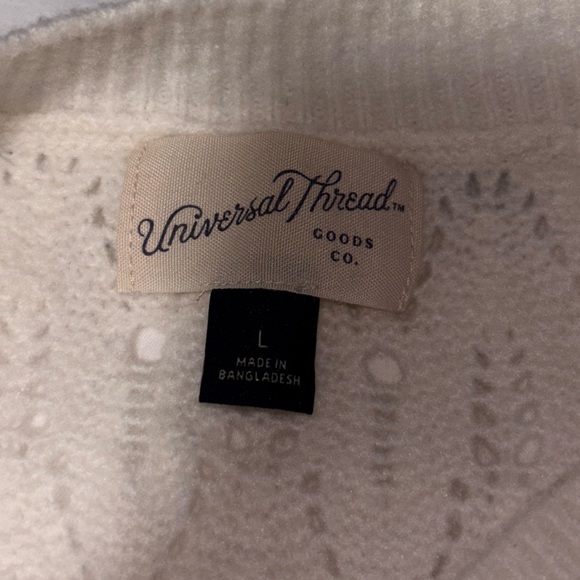 Universal Thread™
GOODS
CO.
L
MADE IN
BANGLADESH